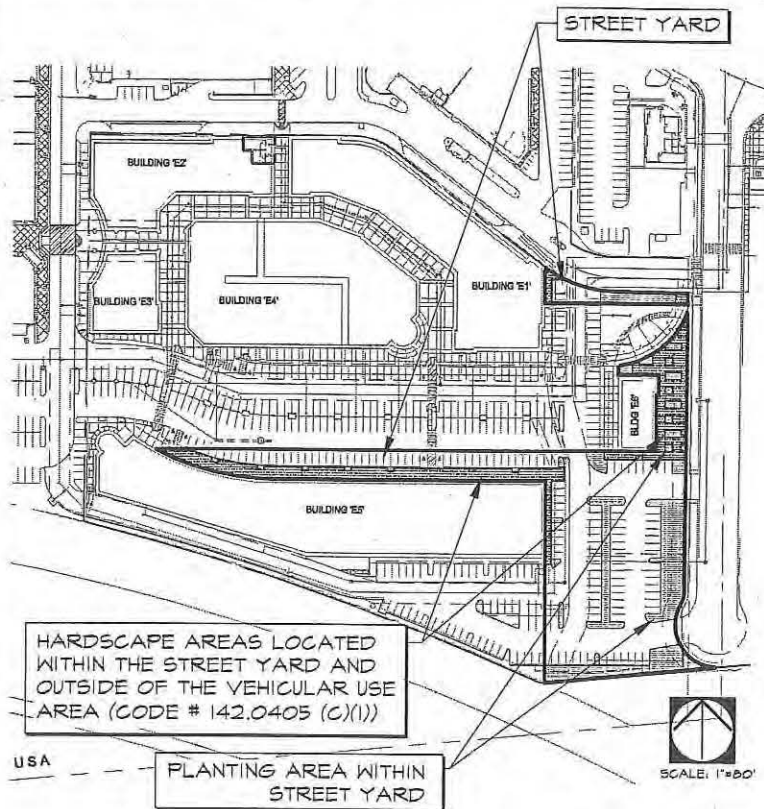 STREET YARD
BUILDING 'E2'
BUILDING 'E3'
BUILDING 'E4'
BUILDING 'E1'
BLDG 'E6'
BUILDING 'E5'
HARDSCAPE AREAS LOCATED
WITHIN THE STREET YARD AND
OUTSIDE OF THE VEHICULAR USE
AREA (CODE # 142.0405 (C)(1))
USA
PLANTING AREA WITHIN
STREET YARD
SCALE: 1"=80'